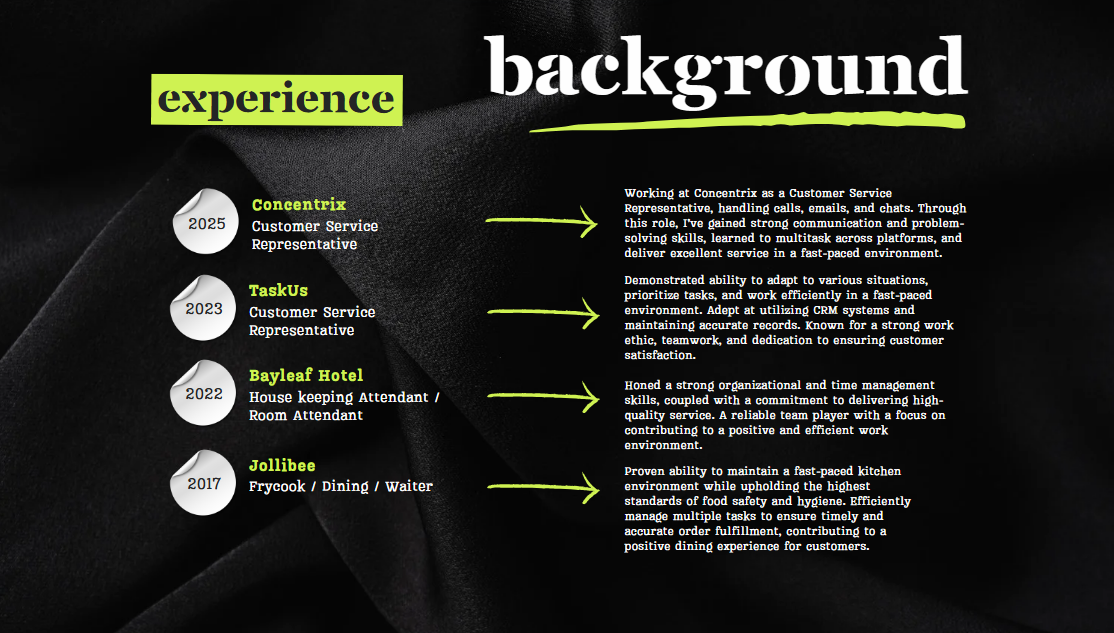 background
experience
2025
Concentrix
Customer Service
Representative
Working at Concentrix as a Customer Service
Representative, handling calls, emails, and chats. Through
this role, I've gained strong communication and problem-
solving skills, learned to multitask across platforms, and
deliver excellent service in a fast-paced environment.
2023
TaskUs
Customer Service
Representative
Demonstrated ability to adapt to various situations,
prioritize tasks, and work efficiently in a fast-paced
environment. Adept at utilizing CRM systems and
maintaining accurate records. Known for a strong work
ethic, teamwork, and dedication to ensuring customer
satisfaction.
2022
Bayleaf Hotel
House keeping Attendant /
Room Attendant
Honed a strong organizational and time management
skills, coupled with a commitment to delivering high-
quality service. A reliable team player with a focus on
contributing to a positive and efficient work
environment.
2017
Jollibee
Frycook / Dining / Waiter
Proven ability to maintain a fast-paced kitchen
environment while upholding the highest
standards of food safety and hygiene. Efficiently
manage multiple tasks to ensure timely and
accurate order fulfillment, contributing to a
positive dining experience for customers.